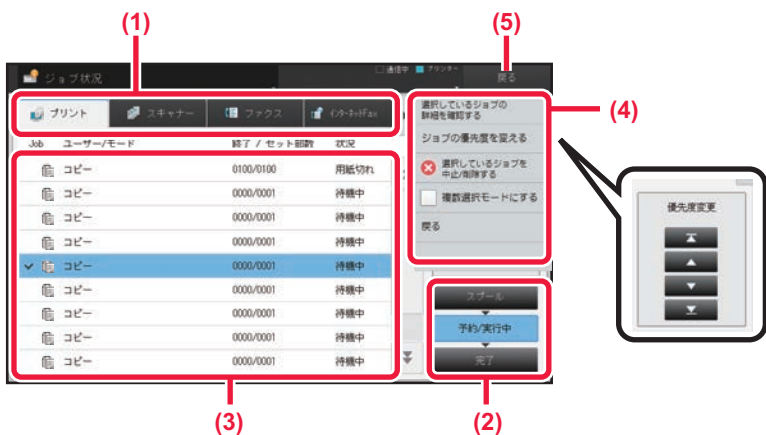 (1)
(5)
ジョブ状況
通信中 プリンター
戻る
プリント スキャナー ファクス インターネットFax
Job ユーザー/モード 終了 / セット部数 状況
コピー 0100/0100 用紙切れ
コピー 0000/0001 待機中
コピー 0000/0001 待機中
コピー 0000/0001 待機中
コピー 0000/0001 待機中
コピー 0000/0001 待機中
コピー 0000/0001 待機中
コピー 0000/0001 待機中
コピー 0000/0001 待機中
選択しているジョブの
詳細を確認する
ジョブの優先度を変える
選択しているジョブを
中止/削除する
複数選択モードにする
戻る
(4)
優先度変更
スプール
予約/実行中
完了
(3)
(2)